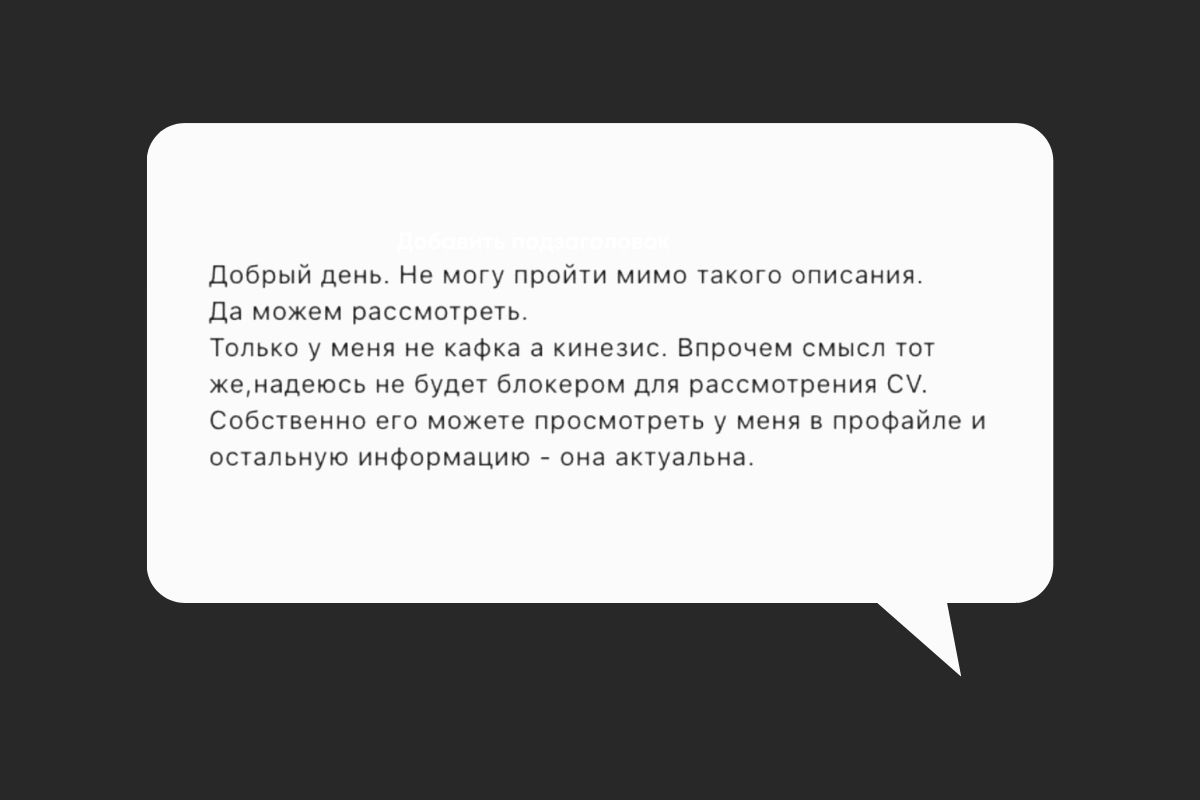 Добавить подзаголовок
Добрый день. Не могу пройти мимо такого описания.
Да можем рассмотреть.
Только у меня не кафка а кинезис. Впрочем смысл тот
же,надеюсь не будет блокером для рассмотрения CV.
Собственно его можете просмотреть у меня в профайле и
остальную информацию - она актуальна.